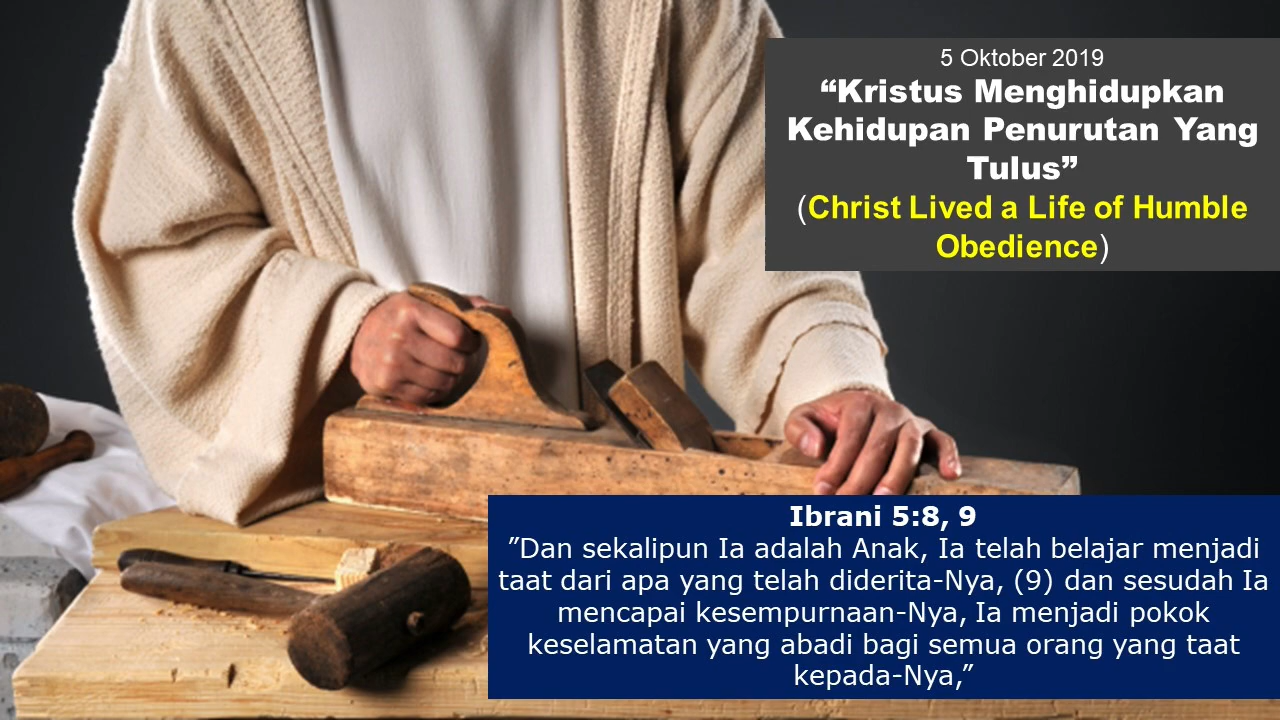 5 Oktober 2019
“Kristus Menghidupkan
Kehidupan Penurutan Yang
Tulus”
(Christ Lived a Life of Humble
Obedience)
Ibrani 5:8, 9
”Dan sekalipun Ia adalah Anak, Ia telah belajar menjadi
taat dari apa yang telah diderita-Nya, (9) dan sesudah Ia
mencapai kesempurnaan-Nya, Ia menjadi pokok
keselamatan yang abadi bagi semua orang yang taat
kepada-Nya,”